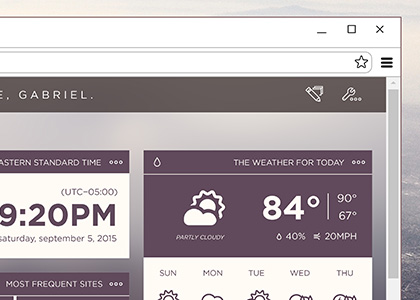 E, GABRIEL.
EASTERN STANDARD TIME
(UTC–05:00)
9:20PM
saturday, september 5, 2015
MOST FREQUENT SITES
THE WEATHER FOR TODAY
84° 90°
67°
PARTLY CLOUDY
40% 20MPH
SUN MON TUE WED THU